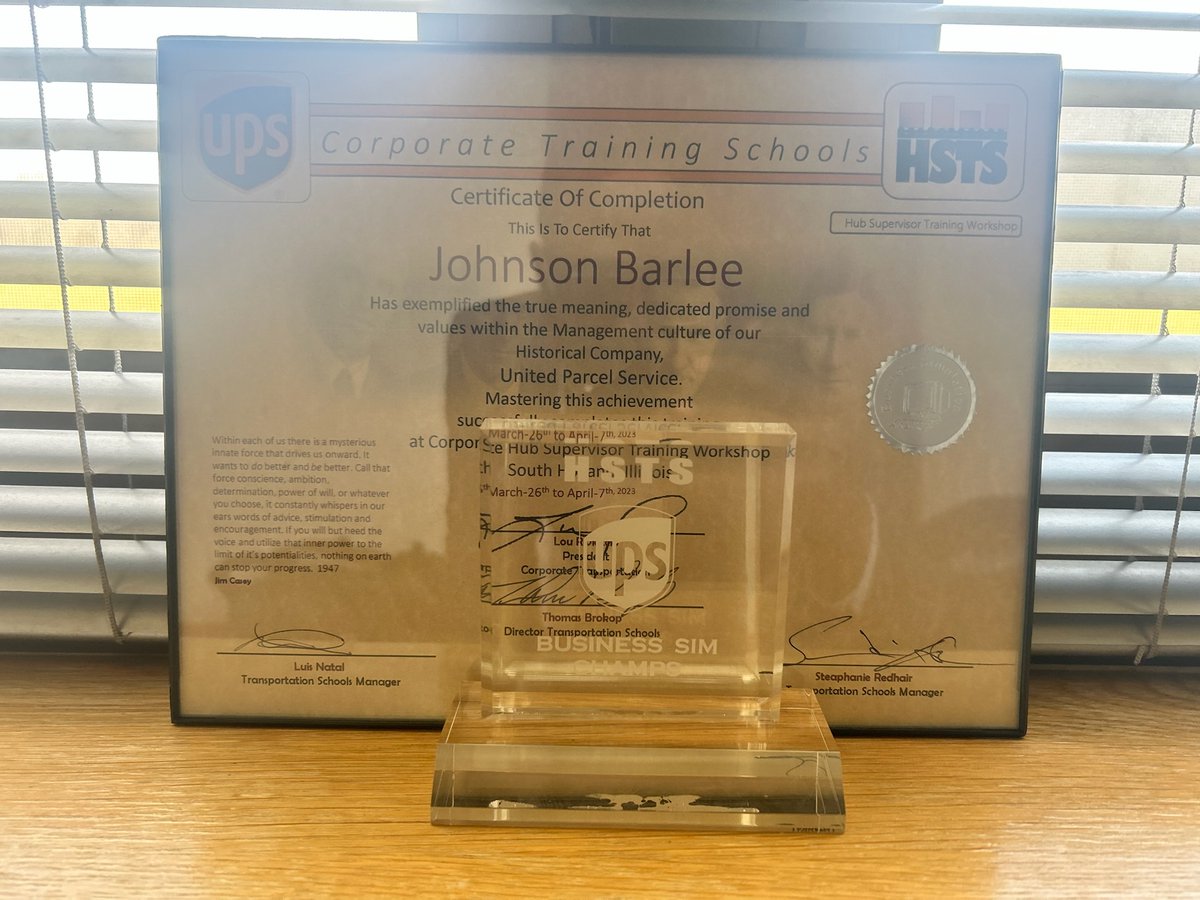 ups
Corporate Training Schools
HSTS
Certificate Of Completion
Hub Supervisor Training Workshop
This Is To Certify That
Johnson Barlee
Has exemplified the true meaning, dedicated promise and
values within the Management culture of our
Historical Company,
United Parcel Service.
Mastering this achievement
at
Hub Supervisor Training Workshop
South Illinois
March-26th to April-7th, 2023
Within each of us there is a mysterious
innate force that drives us onward. It
wants to do better and be better. Call that
force conscience, ambition,
determination, power of will, or whatever
you choose, it constantly whispers in our
ears words of advice, stimulation and
encouragement. If you will but heed the
voice and utilize that inner power to the
limit of it's potentialities, nothing on earth
can stop your progress. 1947
Jim Casey
Lou
President
Corporate Transportation
Thomas Brokop
Director Transportation Schools
Luis Natal
Transportation Schools Manager
Steaphanie Redhair
Transportation Schools Manager
March-26th to April-7th, 2023
HSTS
ups
BUSINESS SIM
CHAMPS